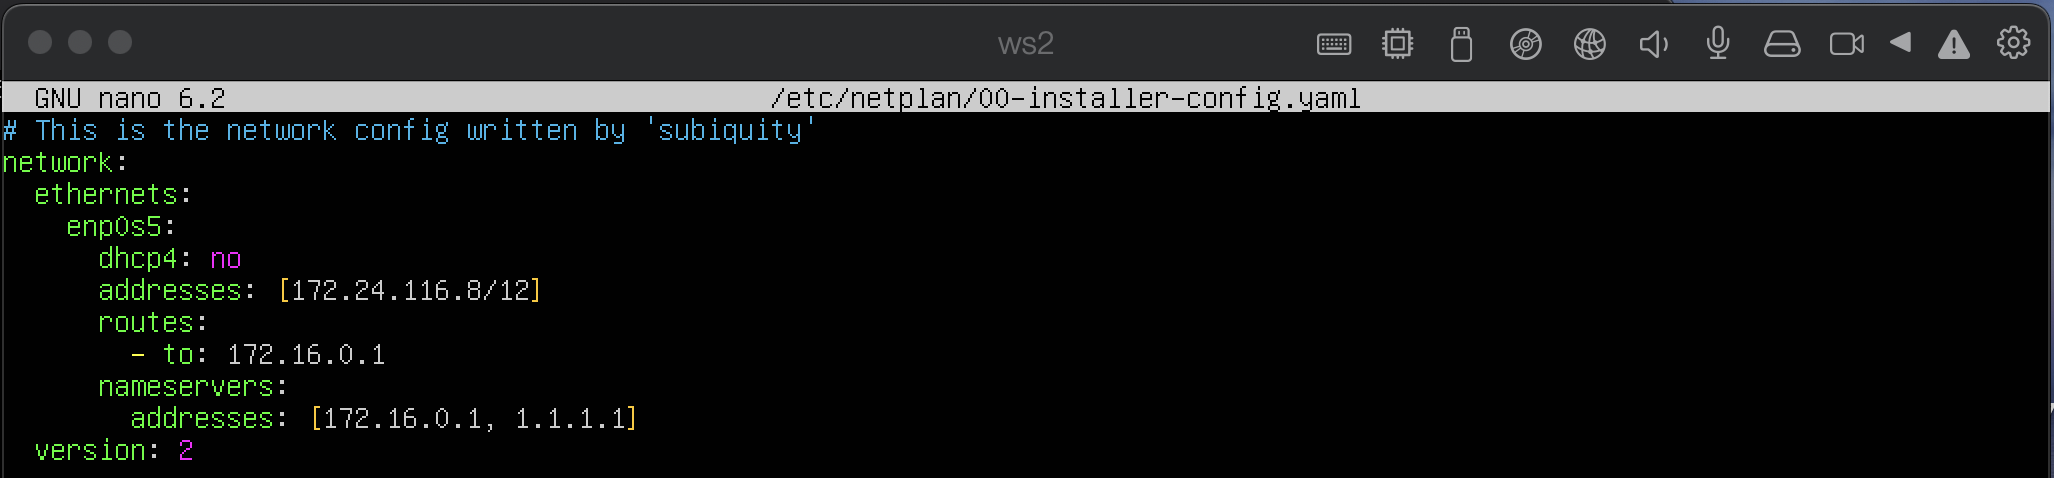 ws2
GNU nano 6.2 /etc/netplan/00-installer-config.yaml
# This is the network config written by 'subiquity'
network:
  ethernets:
    enp0s5:
      dhcp4: no
      addresses: [172.24.116.8/12]
      routes:
        - to: 172.16.0.1
      nameservers:
        addresses: [172.16.0.1, 1.1.1.1]
  version: 2